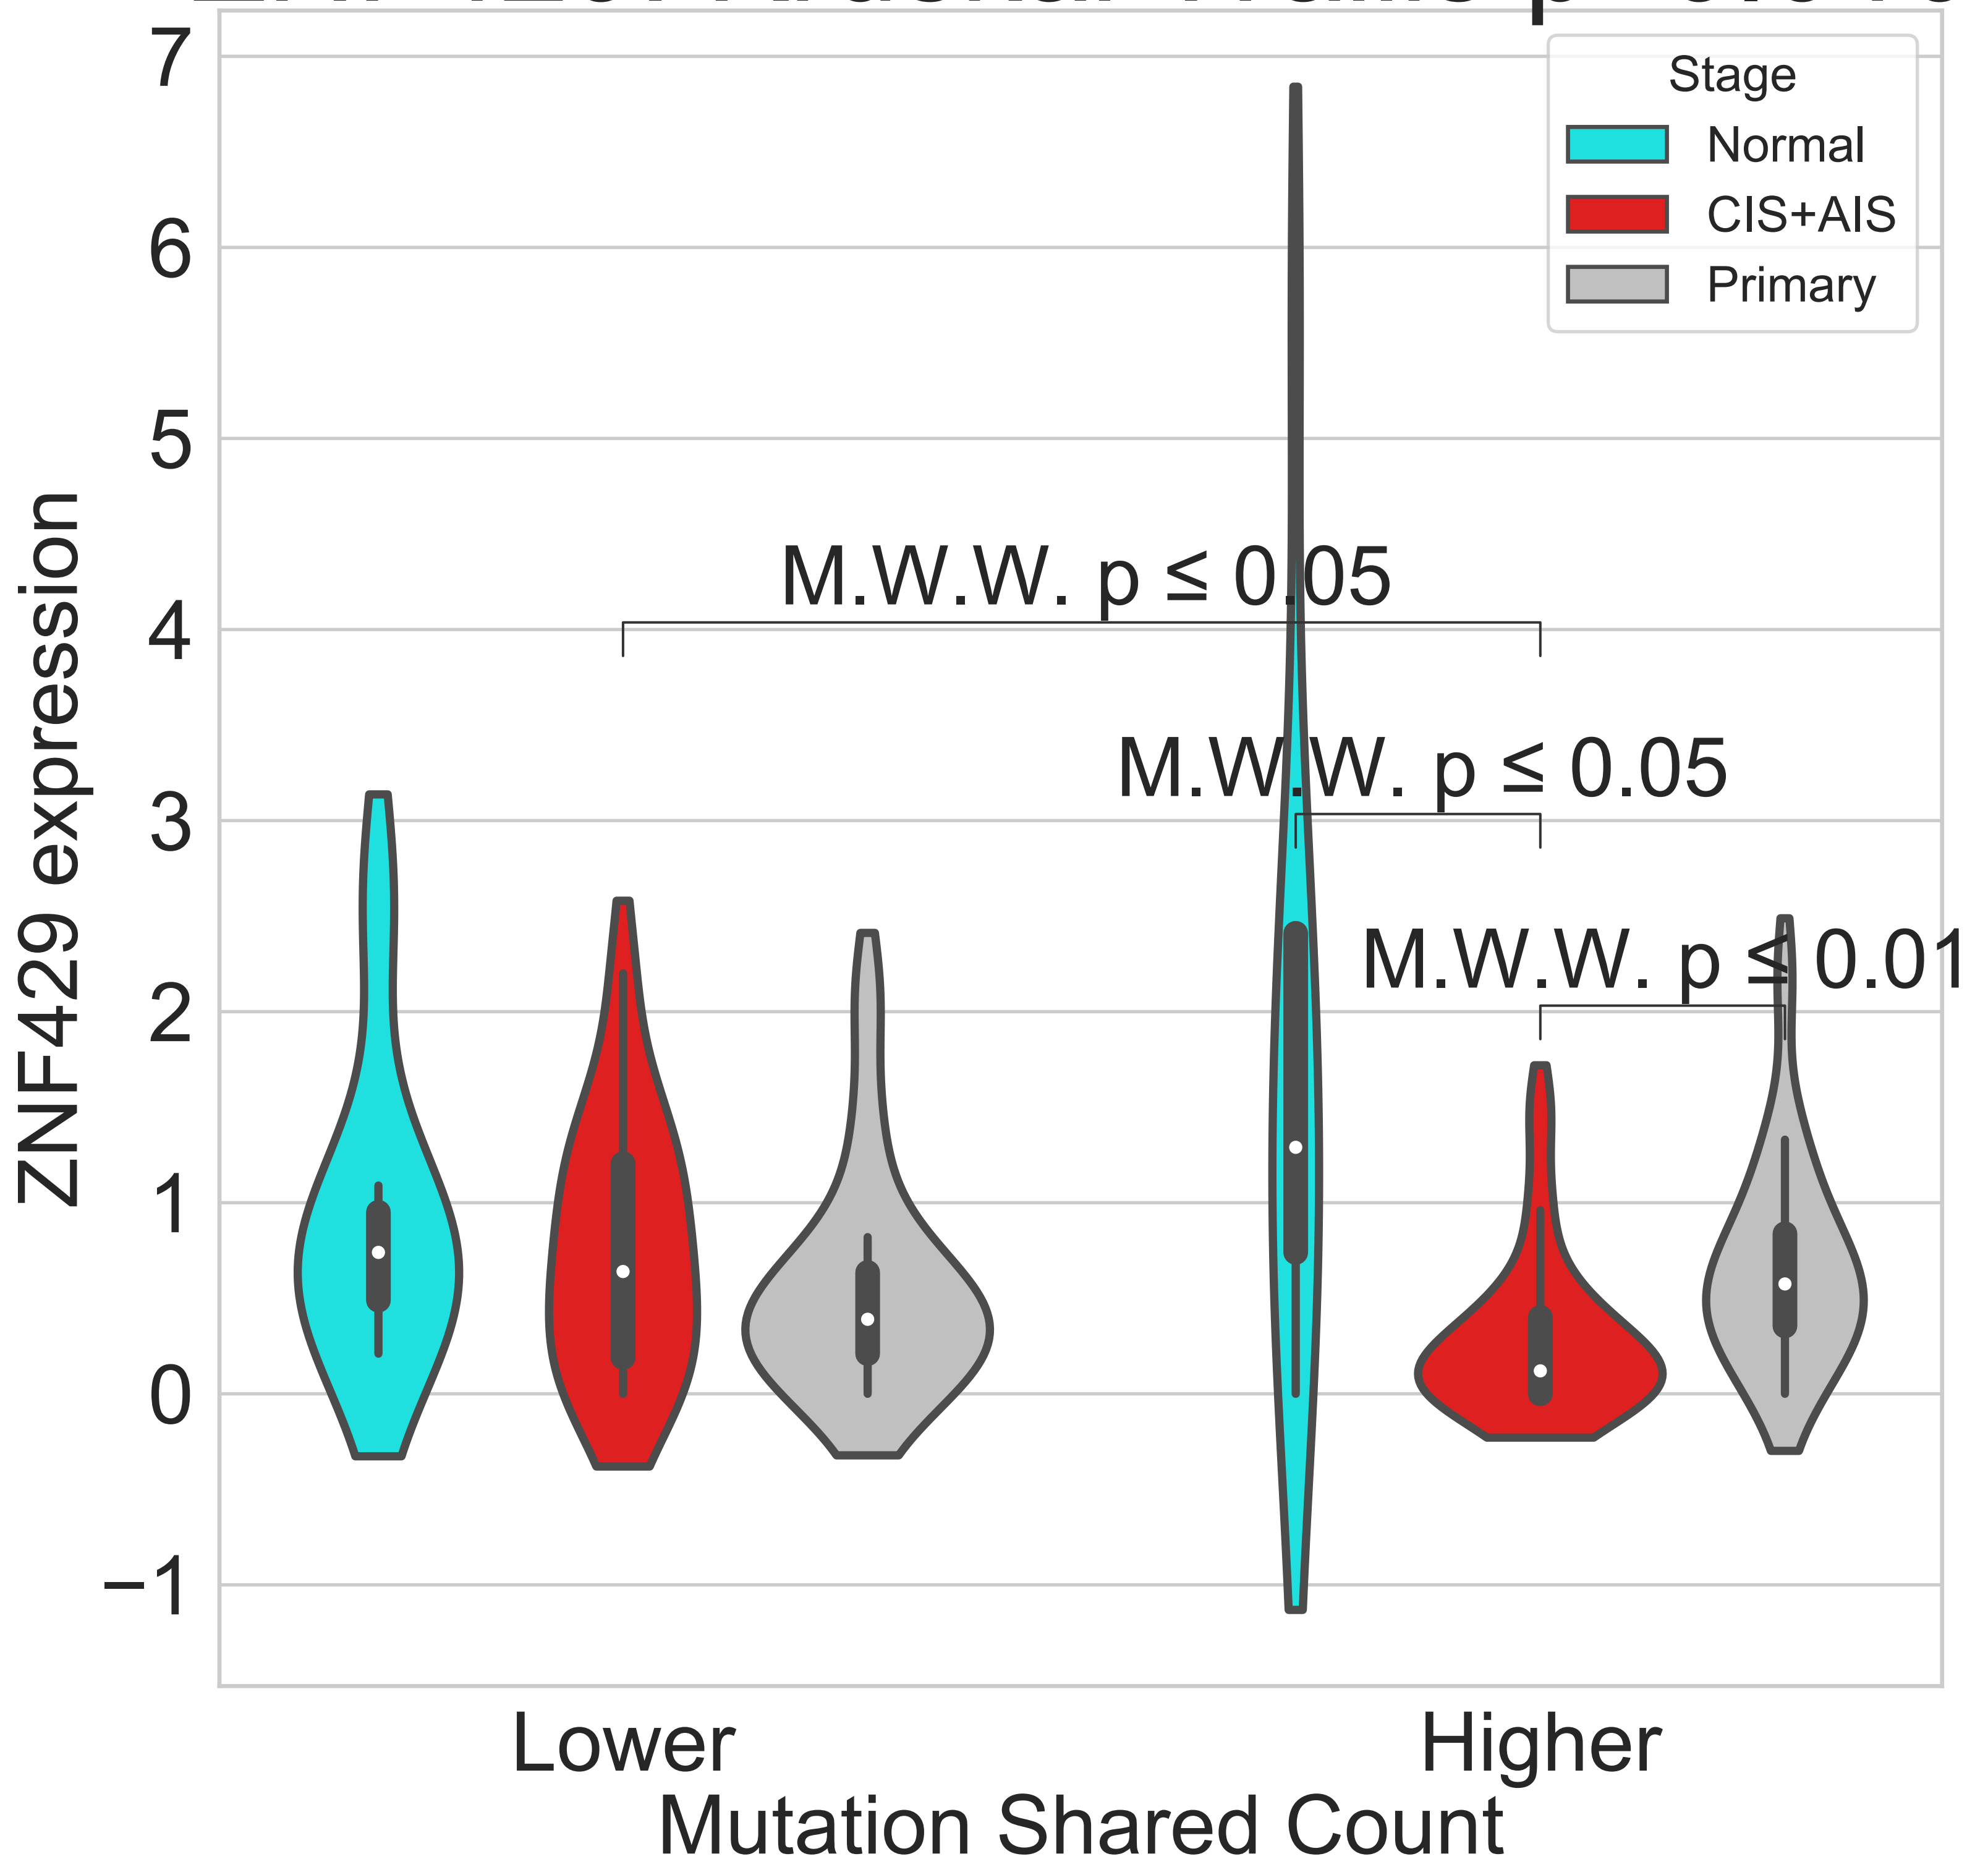 Stage
Normal
CIS+AIS
Primary
7
6
5
4
3
2
1
0
−1
ZNF429 expression
M.W.W. p ≤ 0.05
M.W.W. p ≤ 0.05
M.W.W. p ≤ 0.01
Lower
Higher
Mutation Shared Count